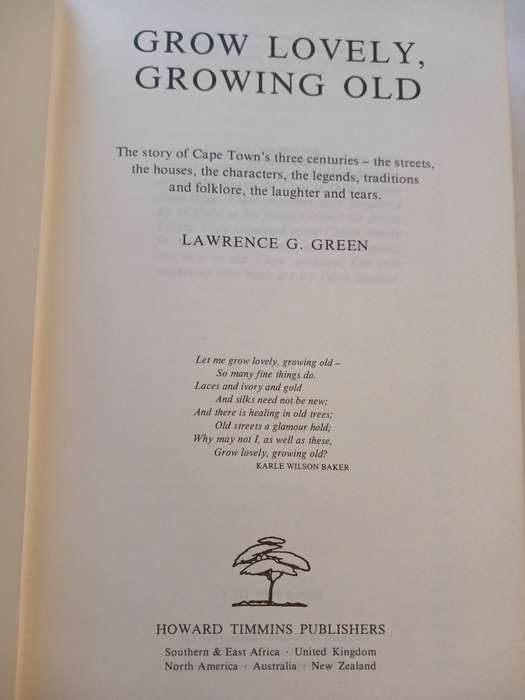 GROW LOVELY,
GROWING OLD
The story of Cape Town's three centuries – the streets,
the houses, the characters, the legends, traditions
and folklore, the laughter and tears.
LAWRENCE G. GREEN
Let me grow lovely, growing old –
So many fine things do.
Laces and ivory and gold
And silks need not be new;
And there is healing in old trees;
Old streets a glamour hold;
Why may not I, as well as these,
Grow lovely, growing old?
KARLE WILSON BAKER
HOWARD TIMMINS PUBLISHERS
Southern & East Africa · United Kingdom
North America · Australia · New Zealand